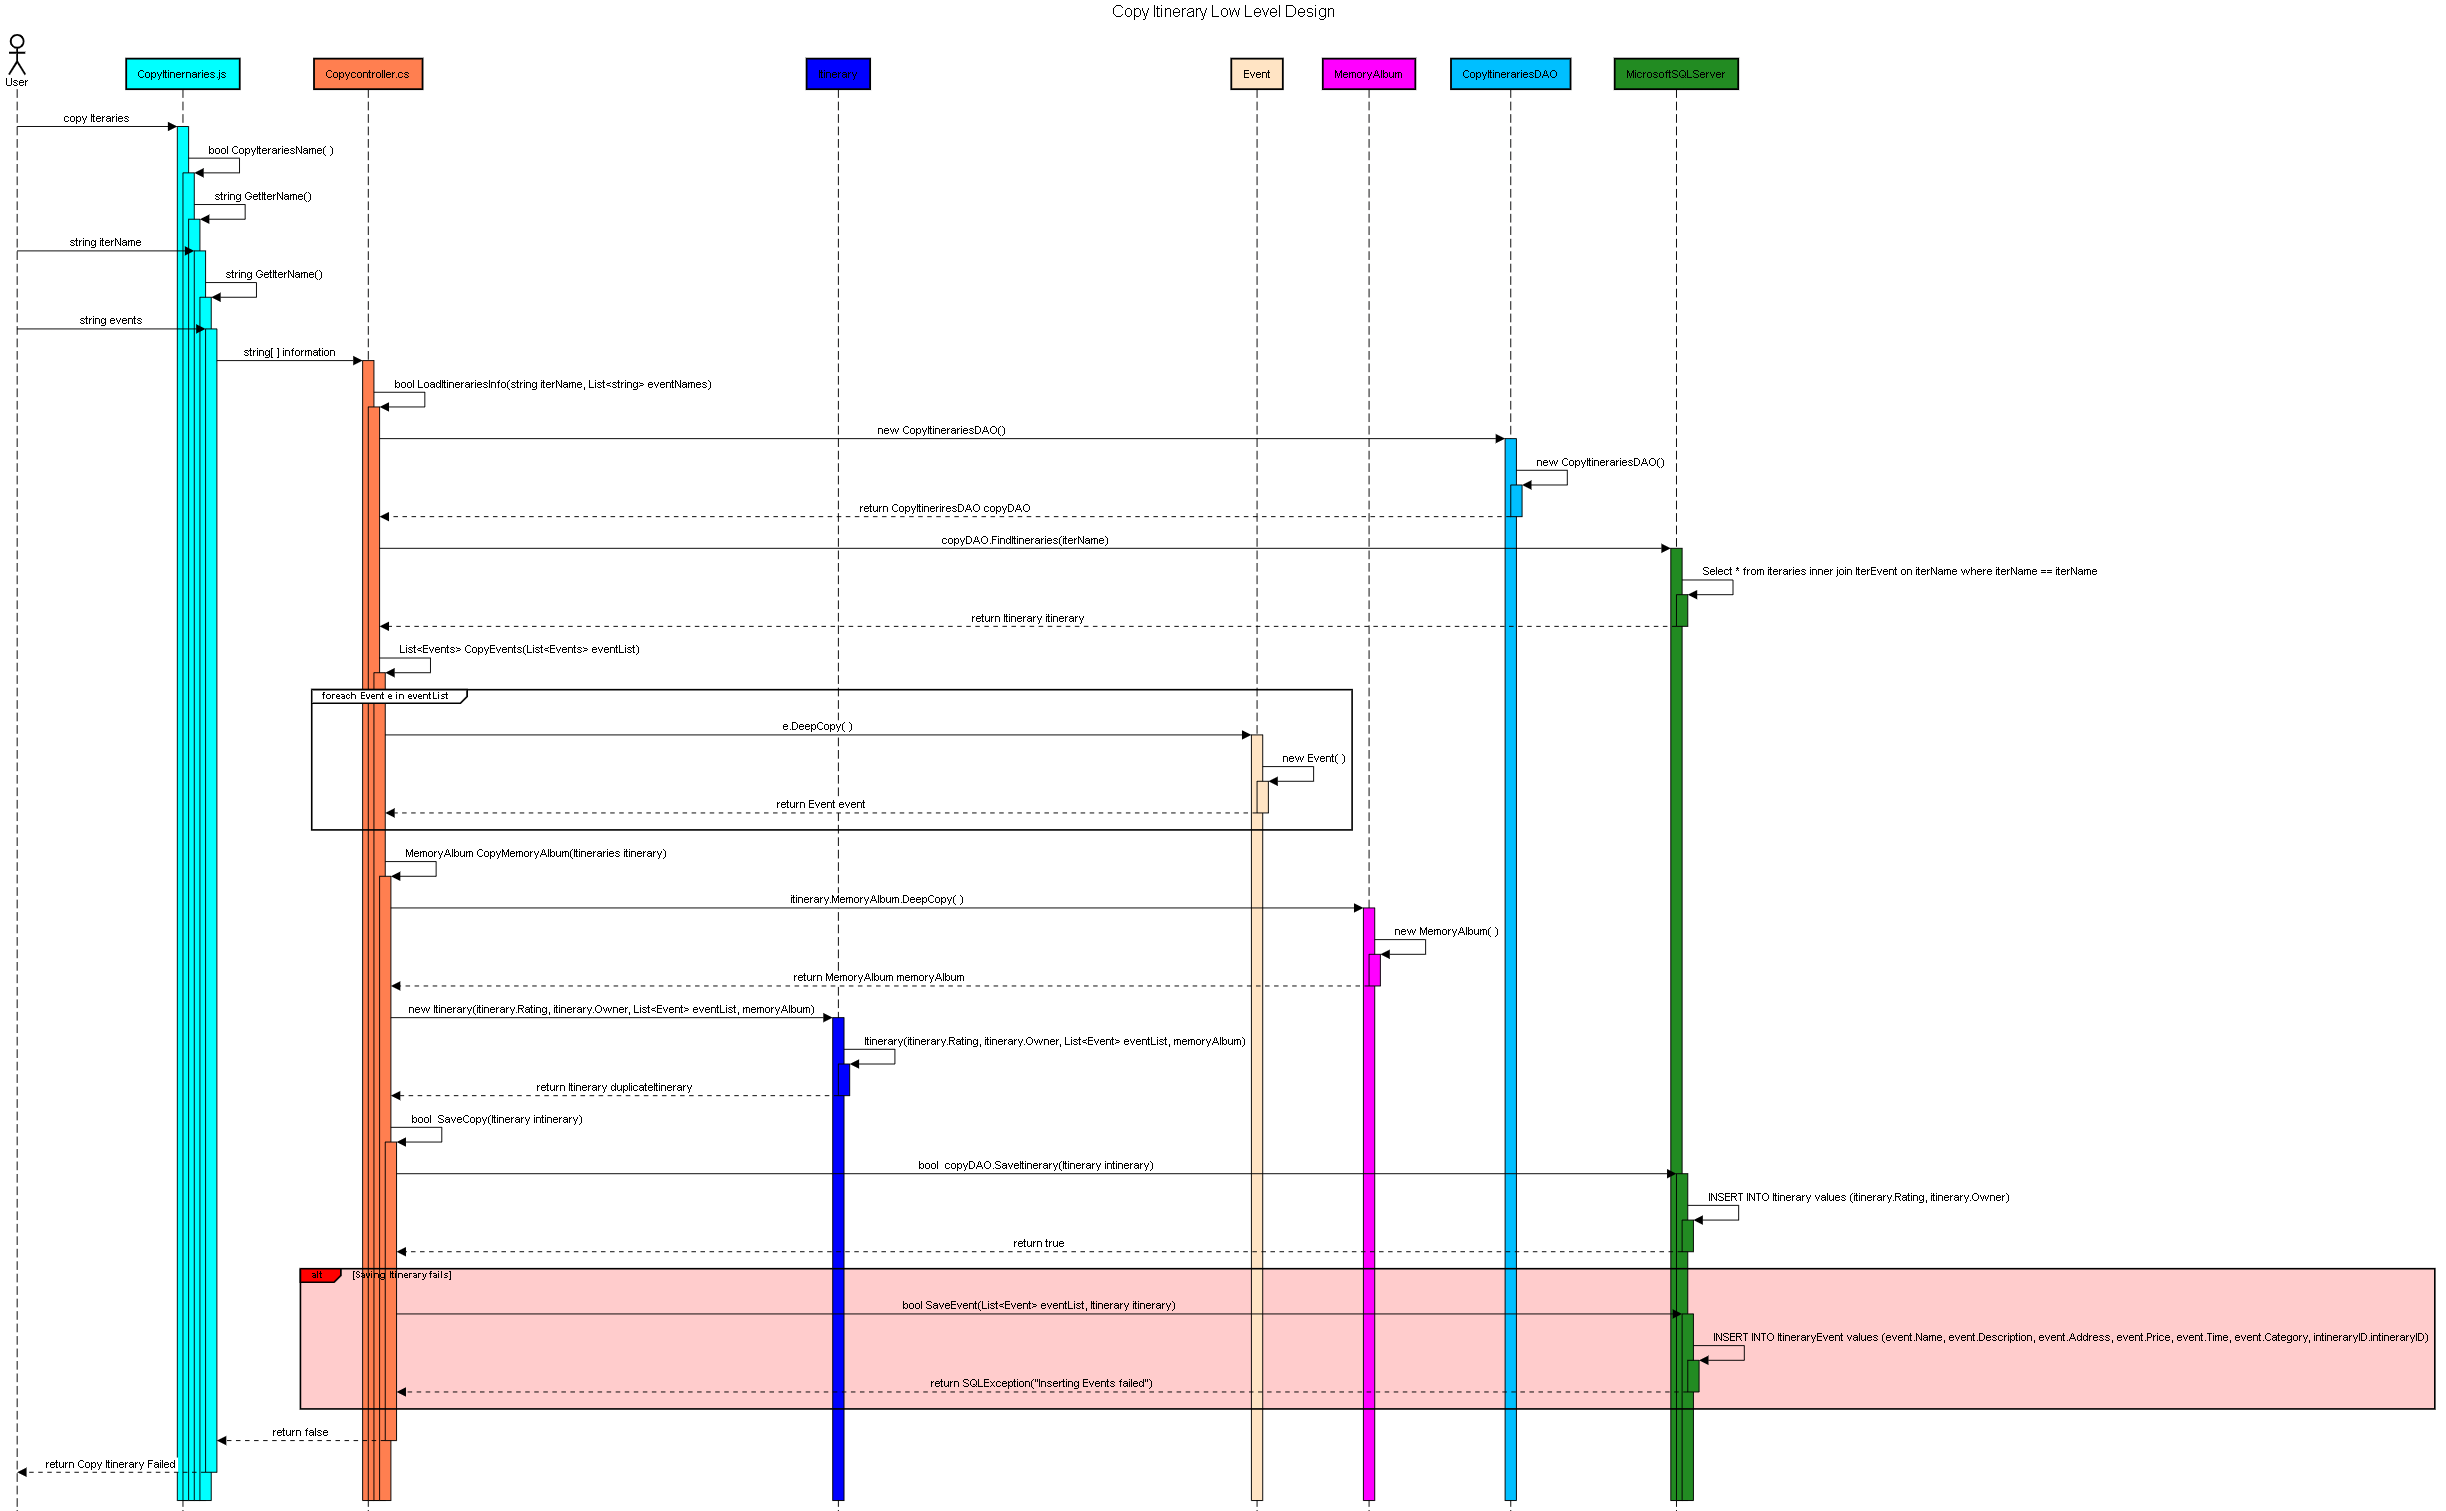 Copy Itinerary Low Level Design
User
CopyItinernaries.js
Copycontroller.cs
Itinerary
Event
MemoryAlbum
CopyItinerariesDAO
MicrosoftSQLServer
copy Iteraries
bool CopyIterariesName( )
string GetIterName()
string iterName
string GetIterName()
string events
string[ ] information
bool LoadItinerariesInfo(string iterName, List<string> eventNames)
new CopyItinerariesDAO()
new CopyItinerariesDAO()
return CopyItineriresDAO copyDAO
copyDAO.FindItineraries(iterName)
Select * from iteraries inner join IterEvent on iterName where iterName == iterName
return Itinerary itinerary
List<Events> CopyEvents(List<Events> eventList)
foreach Event e in eventList
e.DeepCopy( )
new Event( )
return Event event
MemoryAlbum CopyMemoryAlbum(Itineraries itinerary)
itinerary.MemoryAlbum.DeepCopy( )
new MemoryAlbum( )
return MemoryAlbum memoryAlbum
new Itinerary(itinerary.Rating, itinerary.Owner, List<Event> eventList, memoryAlbum)
Itinerary(itinerary.Rating, itinerary.Owner, List<Event> eventList, memoryAlbum)
return Itinerary duplicateItinerary
bool  SaveCopy(Itinerary intinerary)
bool  copyDAO.SaveItinerary(Itinerary intinerary)
INSERT INTO Itinerary values (itinerary.Rating, itinerary.Owner)
return true
alt [Saving Itinerary fails]
bool SaveEvent(List<Event> eventList, Itinerary itinerary)
INSERT INTO ItineraryEvent values (event.Name, event.Description, event.Address, event.Price, event.Time, event.Category, intineraryID.intineraryID)
return SQLException("Inserting Events failed")
return false
return Copy Itinerary Failed